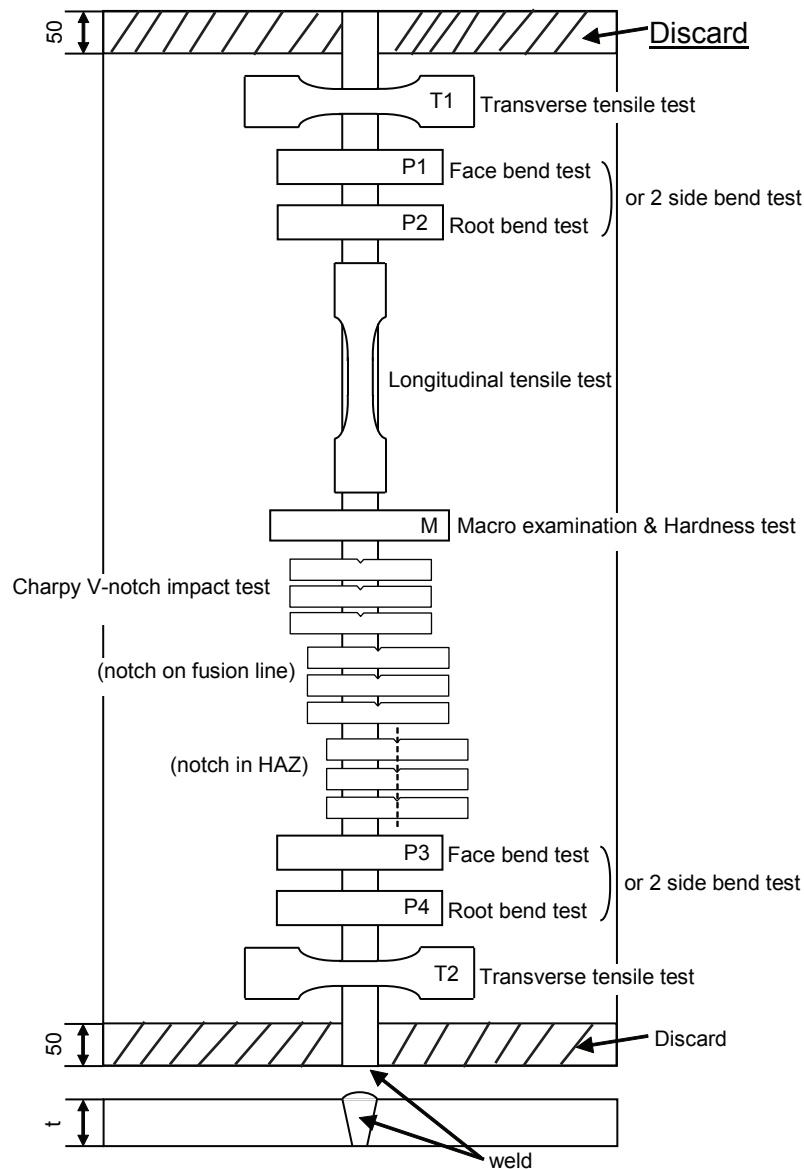 50
Discard
T1
Transverse tensile test
P1
Face bend test
or 2 side bend test
P2
Root bend test
Longitudinal tensile test
M
Macro examination & Hardness test
Charpy V-notch impact test
(notch on fusion line)
(notch in HAZ)
P3
Face bend test
or 2 side bend test
P4
Root bend test
T2
Transverse tensile test
50
Discard
t
weld